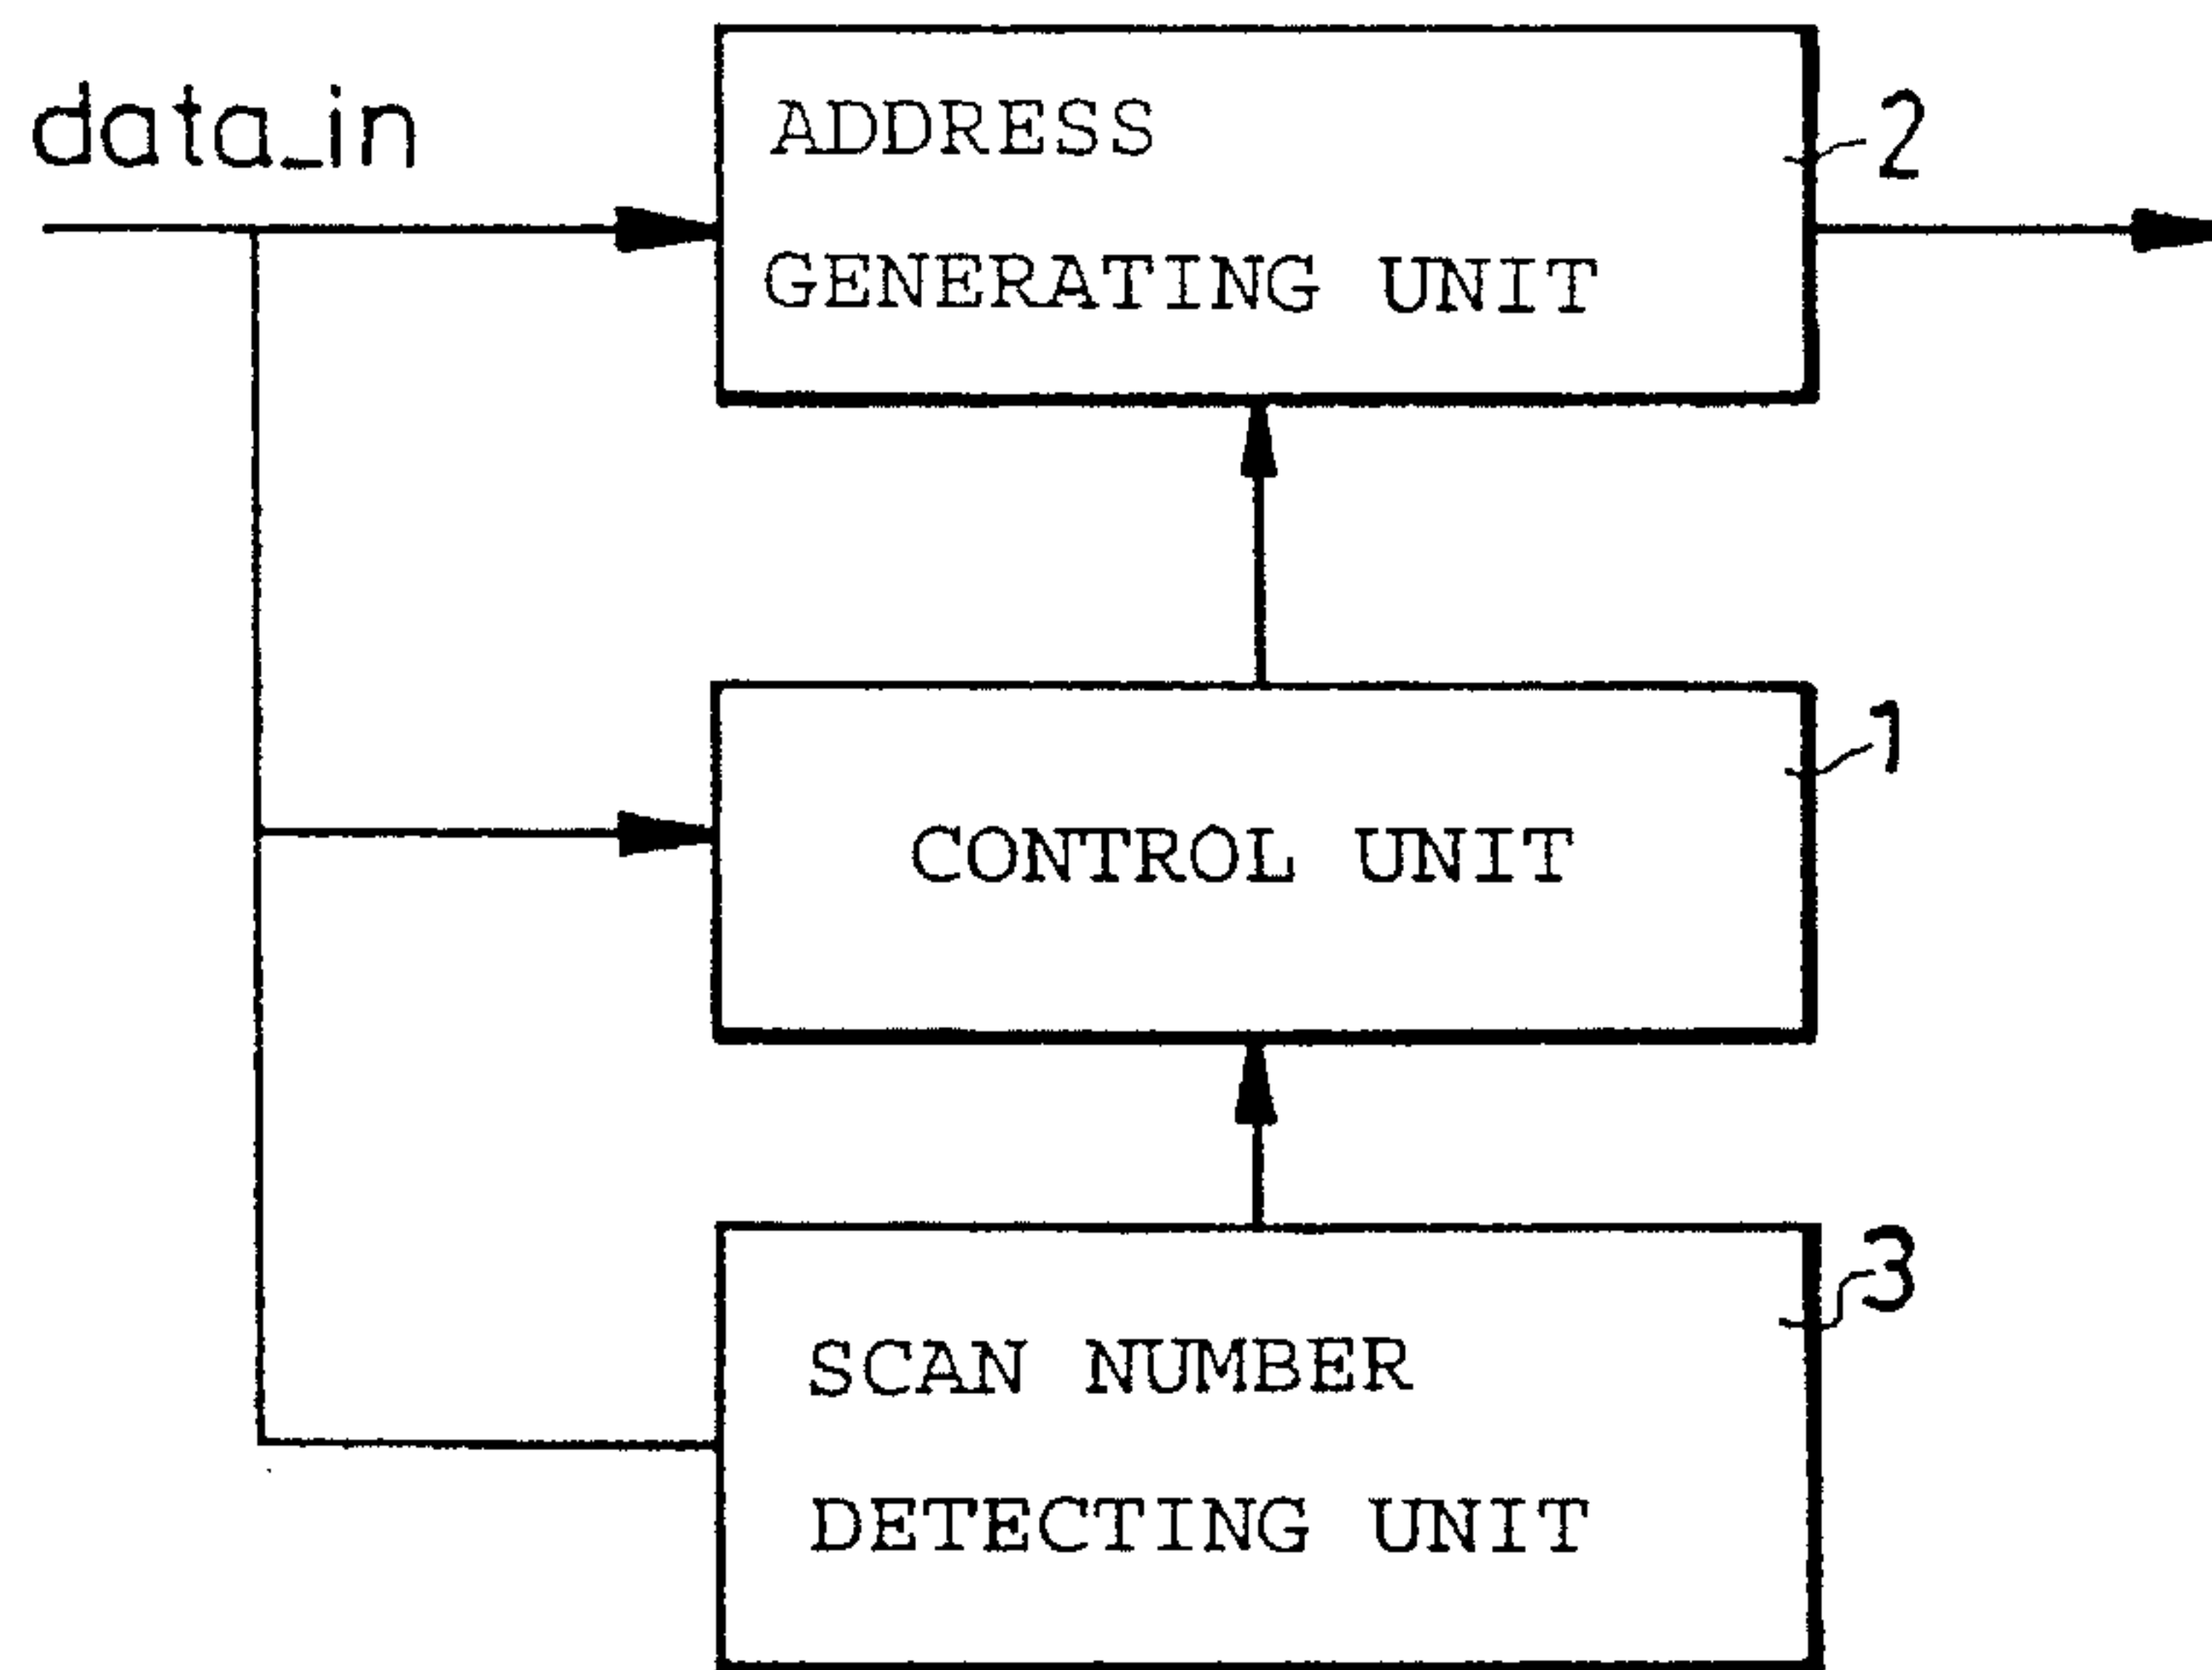 data_in
ADDRESS
GENERATING UNIT
2
CONTROL UNIT
1
SCAN NUMBER
DETECTING UNIT
3